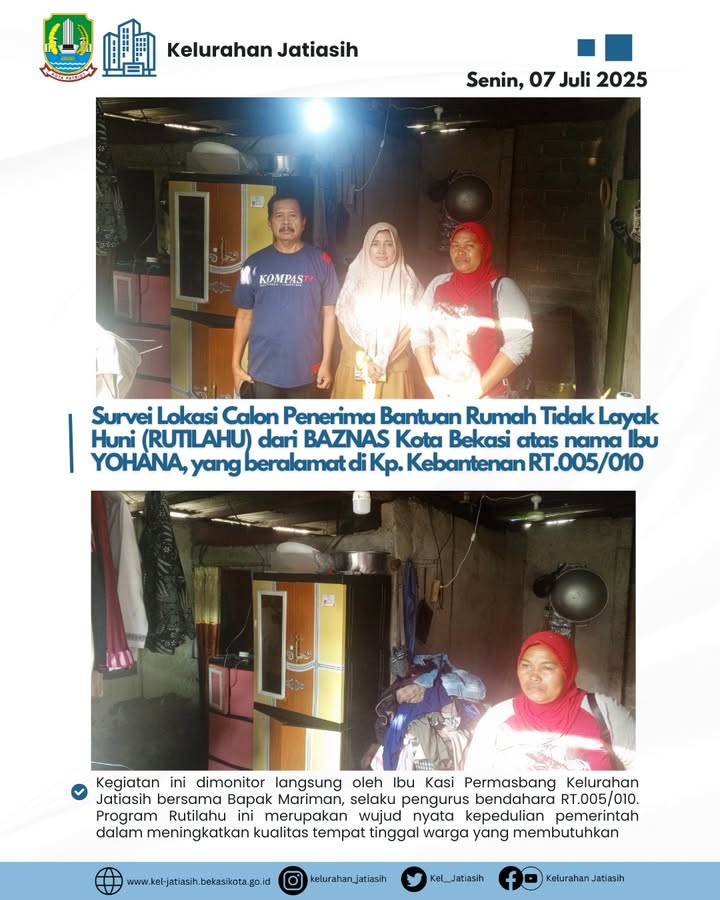 KOTA PATRIOT
Kelurahan Jatiasih
Senin, 07 Juli 2025
KOMPAS TV
Survei Lokasi Calon Penerima Bantuan Rumah Tidak Layak
Huni (RUTILAHU) dari BAZNAS Kota Bekasi atas nama Ibu
YOHANA, yang beralamat di Kp. Kebantenan RT.005/010
Kegiatan ini dimonitor langsung oleh Ibu Kasi Permasbang Kelurahan
Jatiasih bersama Bapak Mariman, selaku pengurus bendahara RT.005/010.
Program Rutilahu ini merupakan wujud nyata kepedulian pemerintah
dalam meningkatkan kualitas tempat tinggal warga yang membutuhkan
www.kel-jatiasih.bekasikota.go.id
kelurahan_jatiasih
Kel__Jatiasih
Kelurahan Jatiasih